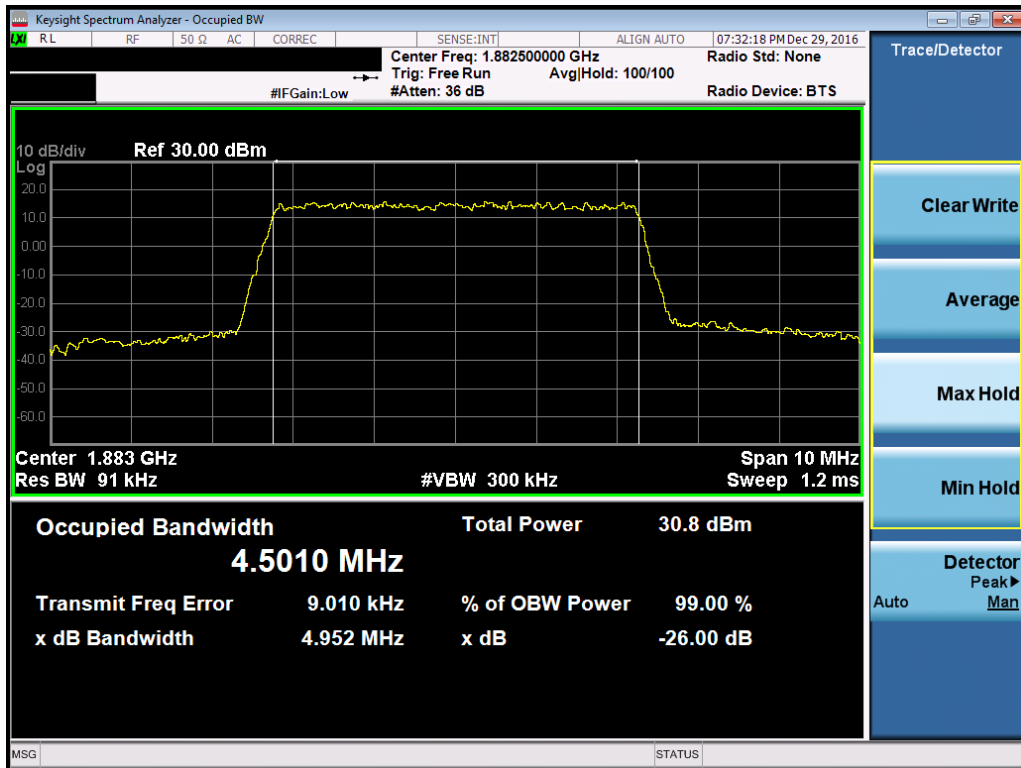 Keysight Spectrum Analyzer - Occupied BW
LXI RL RF 50 Ω AC CORREC SENSE:INT ALIGN AUTO 07:32:18 PM Dec 29, 2016
Center Freq: 1.882500000 GHz Radio Std: None
Trig: Free Run Avg|Hold: 100/100
#IFGain:Low #Atten: 36 dB Radio Device: BTS
10 dB/div Ref 30.00 dBm
Log
20.0
10.0
0.00
-10.0
-20.0
-30.0
-40.0
-50.0
-60.0
Center 1.883 GHz Span 10 MHz
Res BW 91 kHz #VBW 300 kHz Sweep 1.2 ms
Occupied Bandwidth Total Power 30.8 dBm
4.5010 MHz
Transmit Freq Error 9.010 kHz % of OBW Power 99.00 %
x dB Bandwidth 4.952 MHz x dB -26.00 dB
MSG STATUS
Trace/Detector
Clear Write
Average
Max Hold
Min Hold
Detector
Peak▶
Auto Man